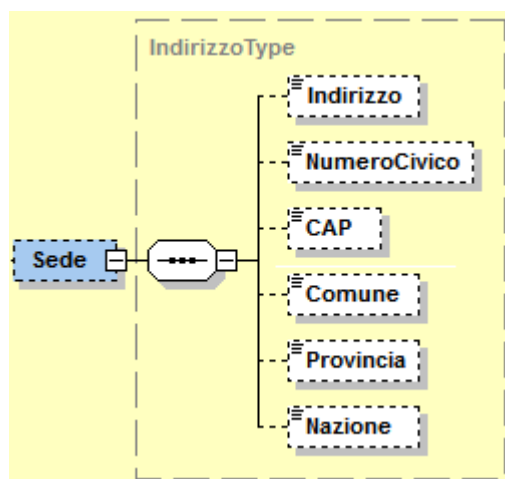 IndirizzoType
Indirizzo
NumeroCivico
CAP
Sede
Comune
Provincia
Nazione